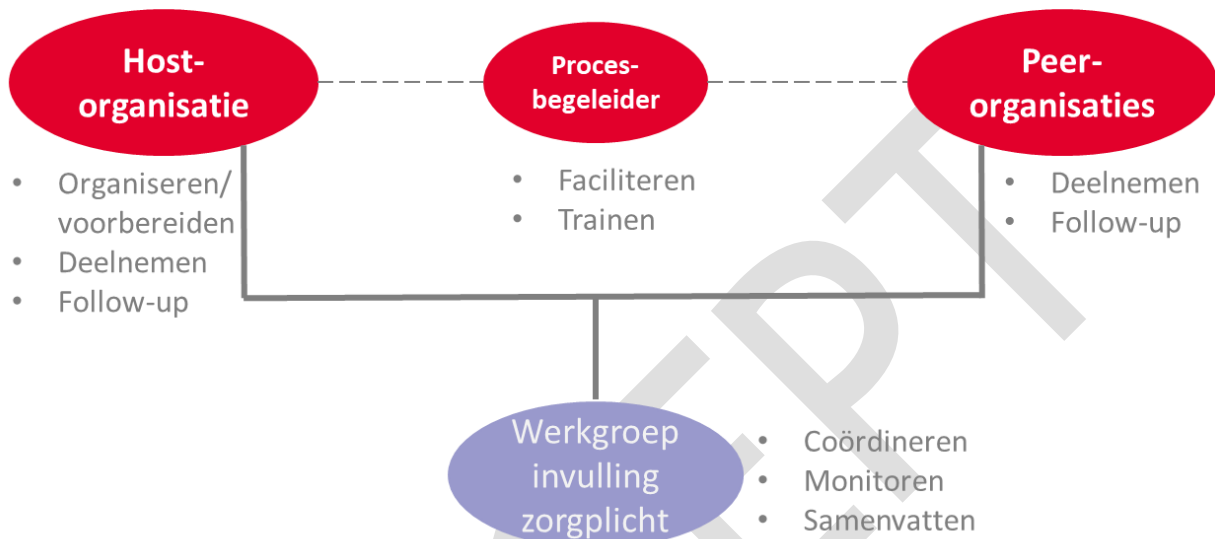 Host-
organisatie
Proces-
begeleider
Peer-
organisaties
• Organiseren/
voorbereiden
• Deelnemen
• Follow-up
• Faciliteren
• Trainen
• Deelnemen
• Follow-up
Werkgroep
invulling
zorgplicht
• Coördineren
• Monitoren
• Samenvatten
EPT